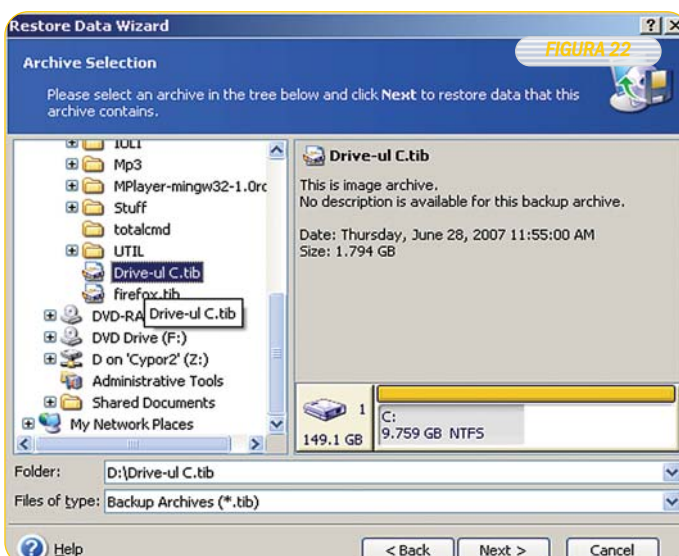 Restore Data Wizard
FIGURA 22
Archive Selection
Please select an archive in the tree below and click Next to restore data that this
archive contains.
Mp3
MPlayer-mingw32-1.0rc
Stuff
totalcmd
UTIL
Drive-ul C.tib
firefox.tib
Drive-ul C.tib
DVD-RA
DVD Drive (F:)
D on 'Cypor2' (Z:)
Administrative Tools
Shared Documents
My Network Places
Drive-ul C.tib
This is image archive.
No description is available for this backup archive.
Date: Thursday, June 28, 2007 11:55:00 AM
Size: 1.794 GB
1
149.1 GB
C:
9.759 GB NTFS
Folder: D:\Drive-ul C.tib
Files of type: Backup Archives (*.tib)
Help
< Back
Next >
Cancel